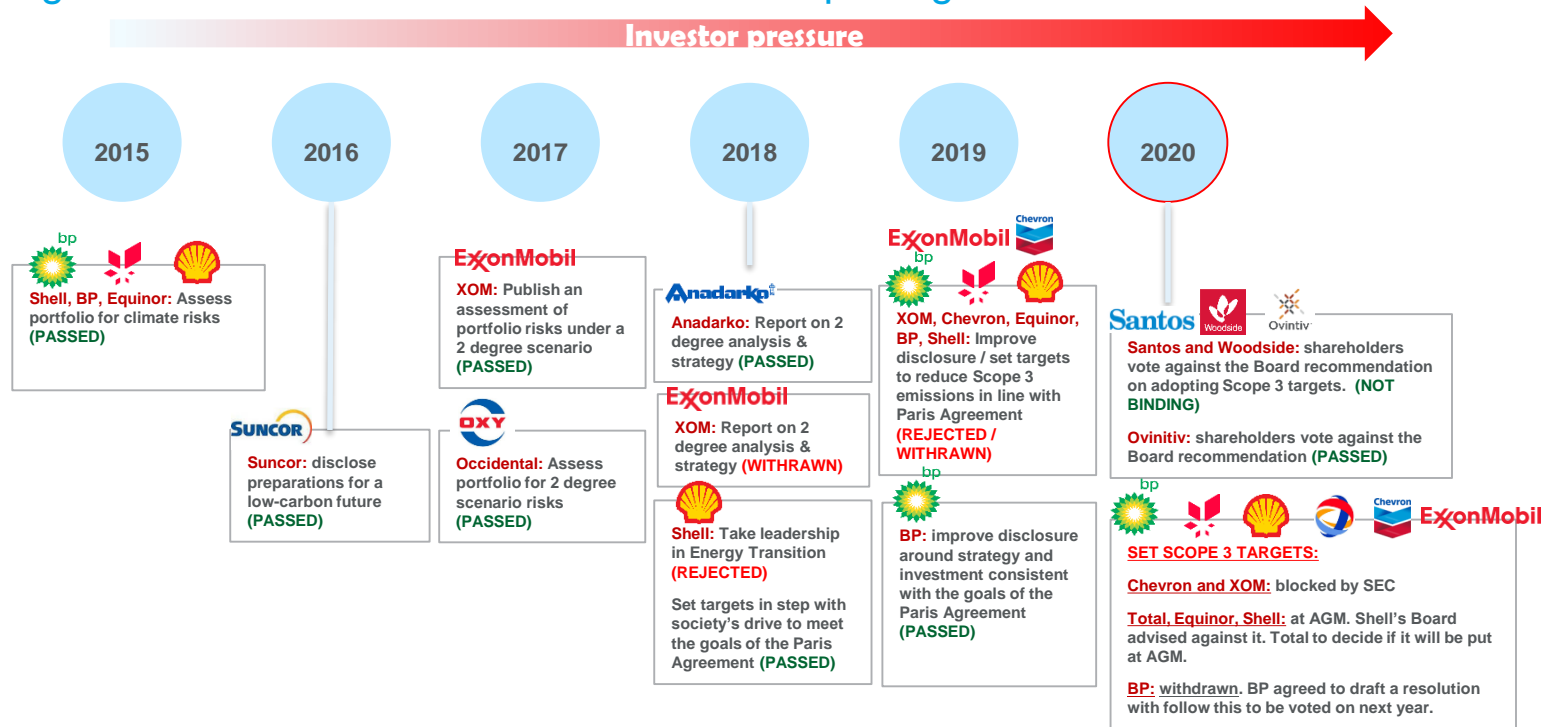 Investor pressure
2015
2016
2017
2018
2019
2020
bp
Shell, BP, Equinor: Assess
portfolio for climate risks
(PASSED)
SUNCOR
Suncor: disclose
preparations for a
low-carbon future
(PASSED)
ExxonMobil
XOM: Publish an
assessment of
portfolio risks under a
2 degree scenario
(PASSED)
OXY
Occidental: Assess
portfolio for 2 degree
scenario risks
(PASSED)
Anadarko
Anadarko: Report on 2
degree analysis &
strategy (PASSED)
ExxonMobil
XOM: Report on 2
degree analysis &
strategy (WITHRAWN)
Shell: Take leadership
in Energy Transition
(REJECTED)
Set targets in step with
society's drive to meet
the goals of the Paris
Agreement (PASSED)
Chevron
ExxonMobil
bp
XOM, Chevron, Equinor,
BP, Shell: Improve
disclosure / set targets
to reduce Scope 3
emissions in line with
Paris Agreement
(REJECTED /
WITHRAWN)
bp
BP: improve disclosure
around strategy and
investment consistent
with the goals of the
Paris Agreement
(PASSED)
Santos
Woodside
Ovintiv
Santos and Woodside: shareholders
vote against the Board recommendation
on adopting Scope 3 targets. (NOT
BINDING)
Ovinitiv: shareholders vote against the
Board recommendation (PASSED)
bp
Chevron
ExxonMobil
SET SCOPE 3 TARGETS:
Chevron and XOM: blocked by SEC
Total, Equinor, Shell: at AGM. Shell's Board
advised against it. Total to decide if it will be put
at AGM.
BP: withdrawn. BP agreed to draft a resolution
with follow this to be voted on next year.